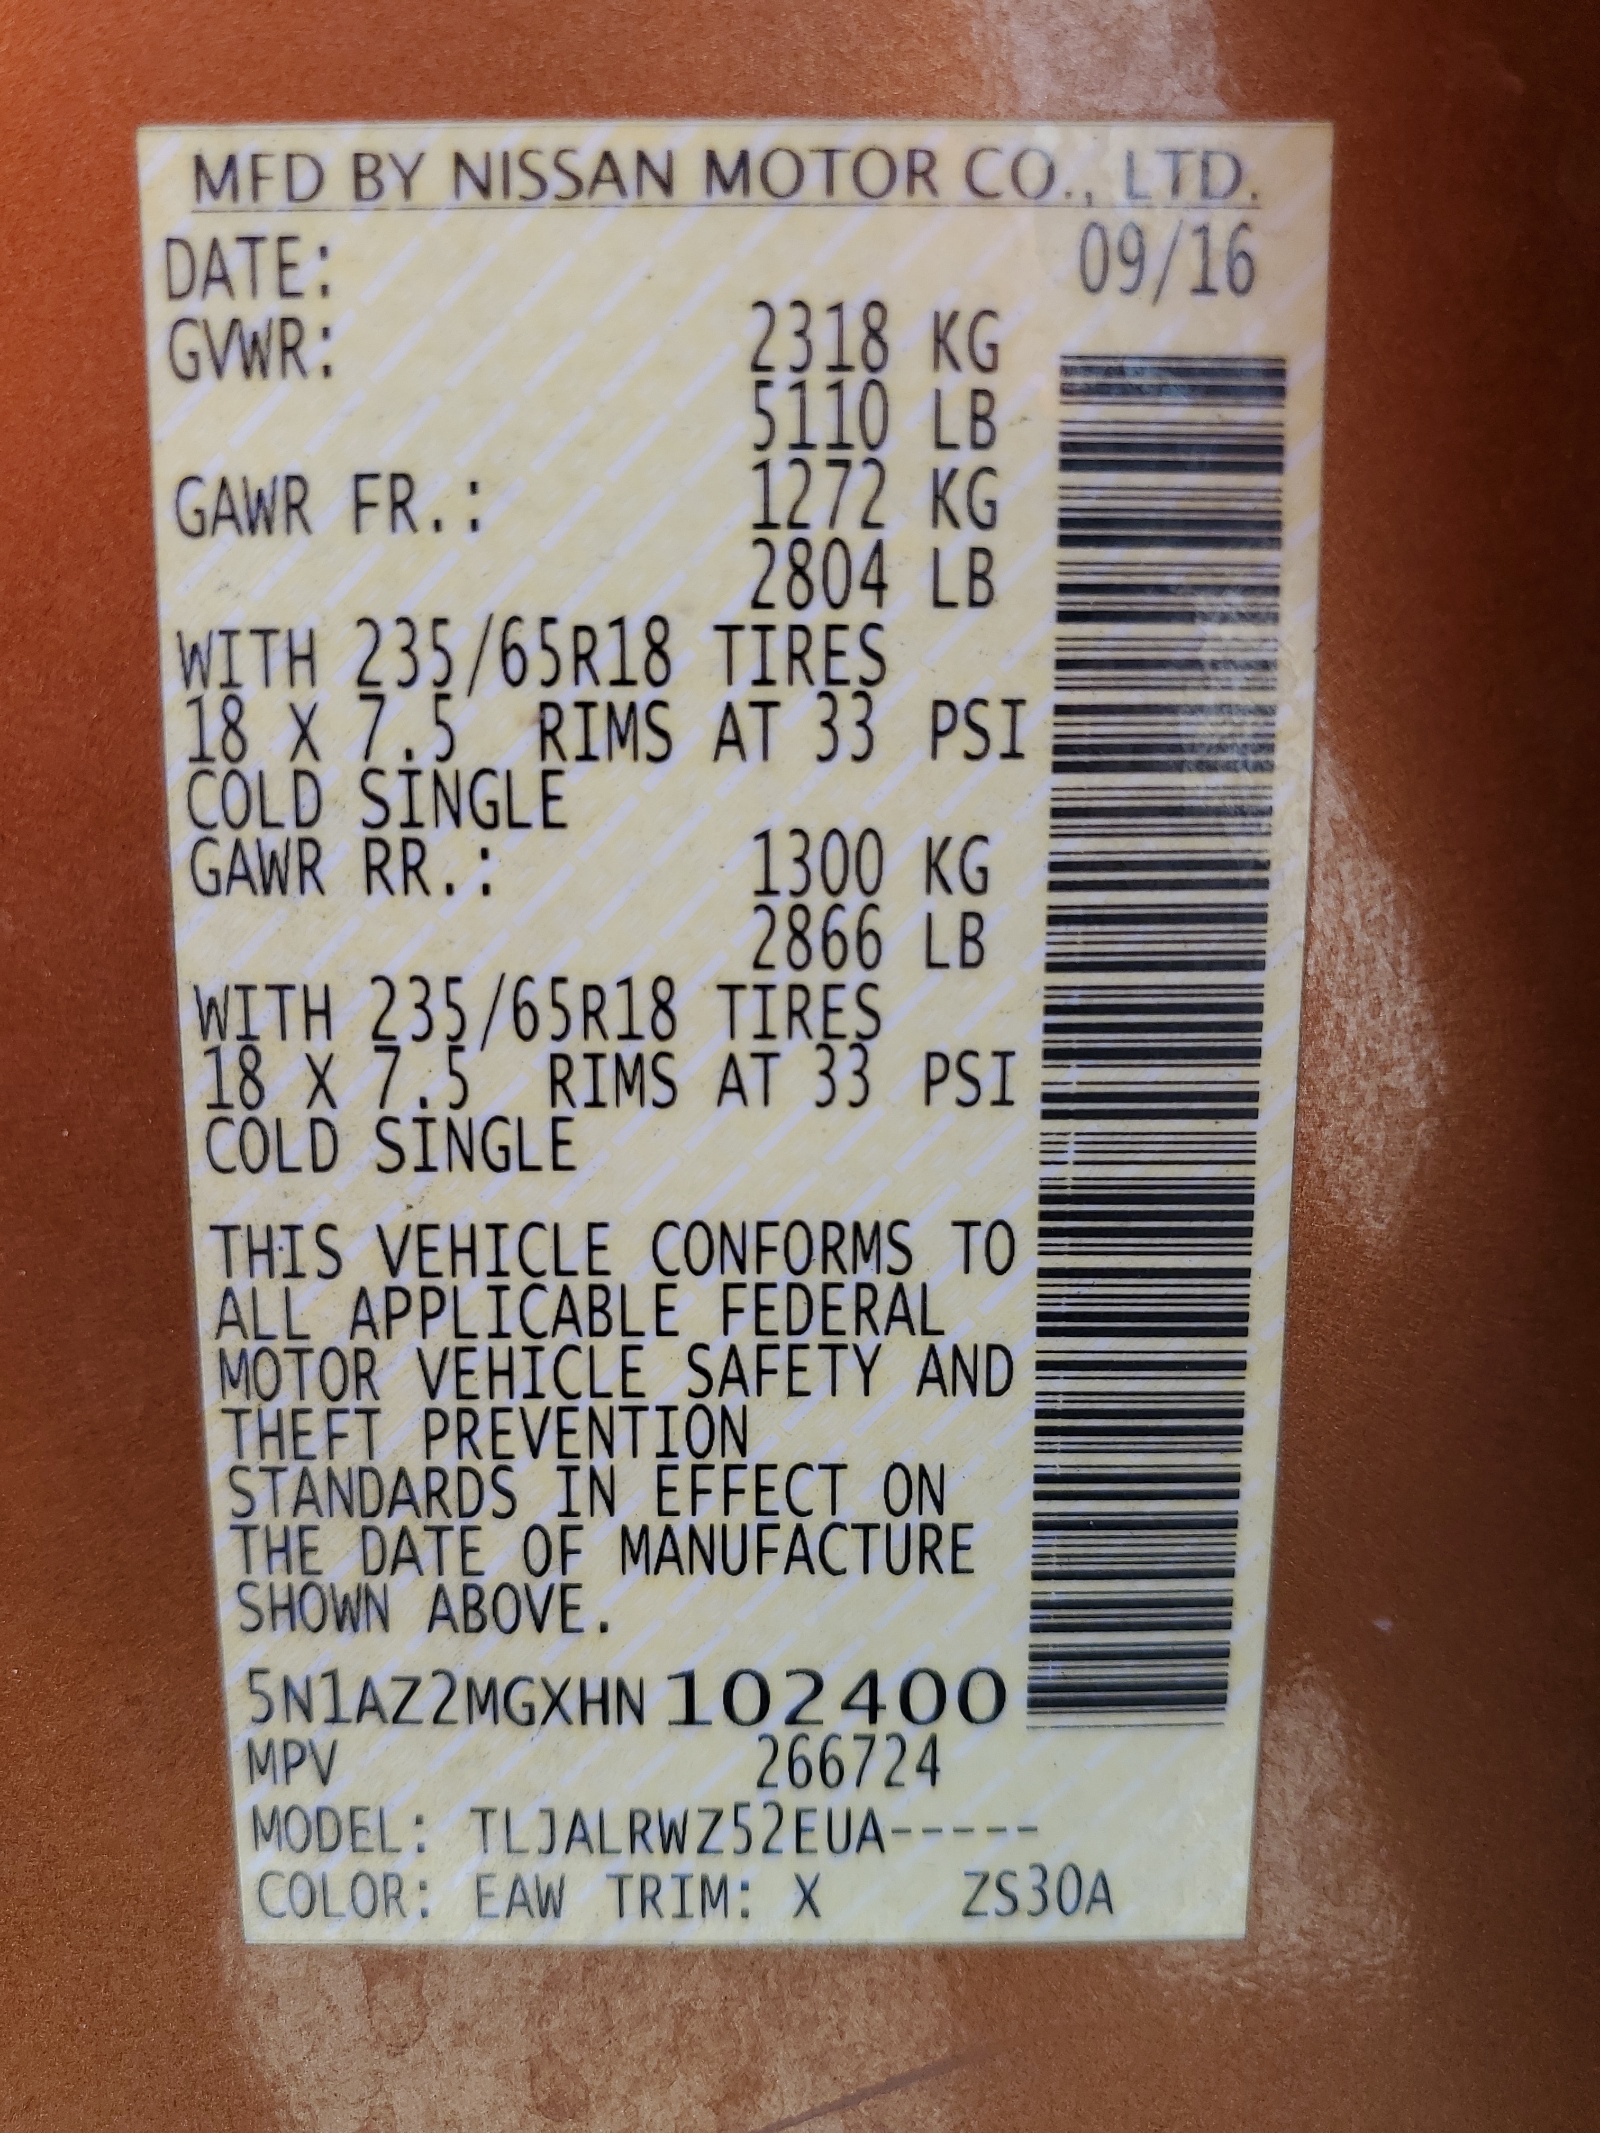 MFD BY NISSAN MOTOR CO., LTD.
DATE: 09/16
GVWR: 2318 KG
5110 LB
GAWR FR.: 1272 KG
2804 LB
WITH 235/65R18 TIRES
18 X 7.5 RIMS AT 33 PSI
COLD SINGLE
GAWR RR.: 1300 KG
2866 LB
WITH 235/65R18 TIRES
18 X 7.5 RIMS AT 33 PSI
COLD SINGLE
THIS VEHICLE CONFORMS TO
ALL APPLICABLE FEDERAL
MOTOR VEHICLE SAFETY AND
THEFT PREVENTION
STANDARDS IN EFFECT ON
THE DATE OF MANUFACTURE
SHOWN ABOVE.
5N1AZ2MGXHN102400
MPV 266724
MODEL: TLJALRWZ52EUA-----
COLOR: EAW TRIM: X ZS30A